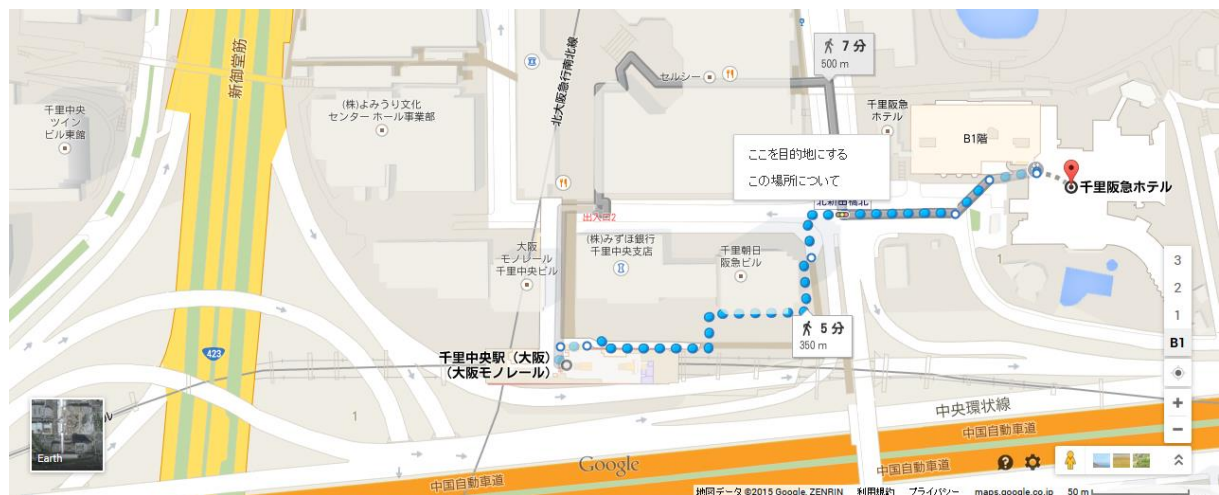 新御堂筋
北大阪急行南北線
7 分
500 m
セルシー
千里中央
ツイン
ビル東館
(株)よみうり文化
センター ホール事業部
千里阪急
ホテル
B1階
ここを目的地にする
この場所について
千里阪急ホテル
北新田橋北
出入口2
大阪
モノレール
千里中央ビル
(株)みずほ銀行
千里中央支店
千里朝日
阪急ビル
1
3
2
1
B1
5 分
350 m
千里中央駅（大阪）
（大阪モノレール）
423
1
ル
Earth
中央環状線
中国自動車道
中国自動車道
中国自動車道
Google
地図データ ©2015 Google, ZENRIN
利用規約
プライバシー
maps.google.co.jp
50 m